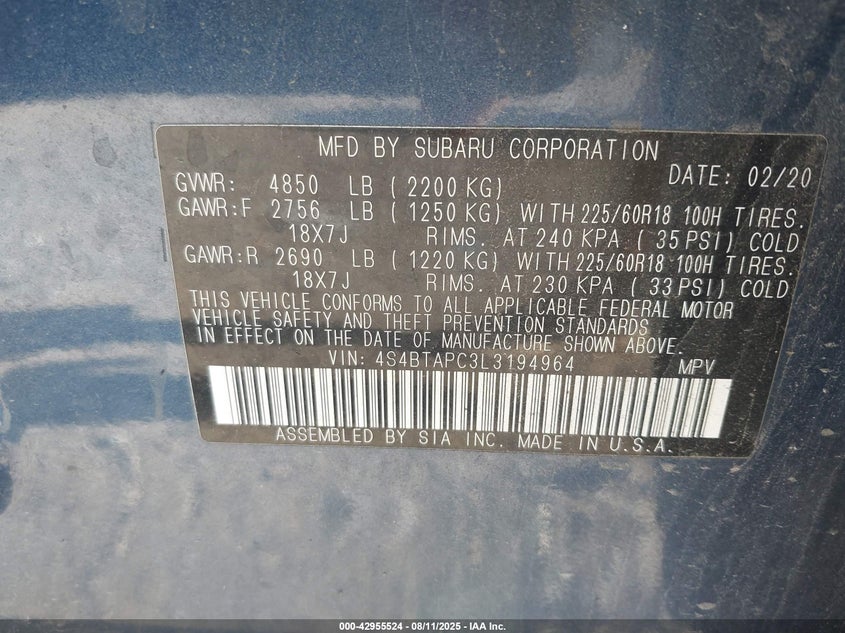 MFD BY SUBARU CORPORATION
DATE: 02/20
GVWR: 4850 LB (2200 KG)
GAWR:F 2756 LB (1250 KG) WITH 225/60R18 100H TIRES.
18X7J RIMS. AT 240 KPA (35 PSI) COLD
GAWR:R 2690 LB (1220 KG) WITH 225/60R18 100H TIRES.
18X7J RIMS. AT 230 KPA (33 PSI) COLD
THIS VEHICLE CONFORMS TO ALL APPLICABLE FEDERAL MOTOR
VEHICLE SAFETY AND THEFT PREVENTION STANDARDS
IN EFFECT ON THE DATE OF MANUFACTURE SHOWN ABOVE.
VIN: 4S4BTAPC3L3194964 MPV
ASSEMBLED BY SIA INC. MADE IN U.S.A.
000-42955524 - 08/11/2025 - IAA Inc.